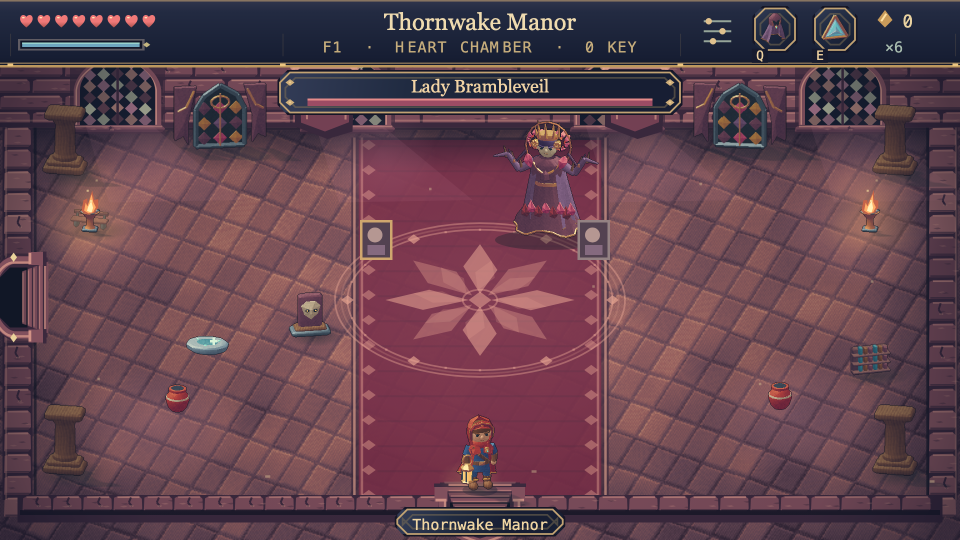 Thornwake Manor
F1 · HEART CHAMBER · 0 KEY
Q
E
0
×6
Lady Brambleveil
Thornwake Manor